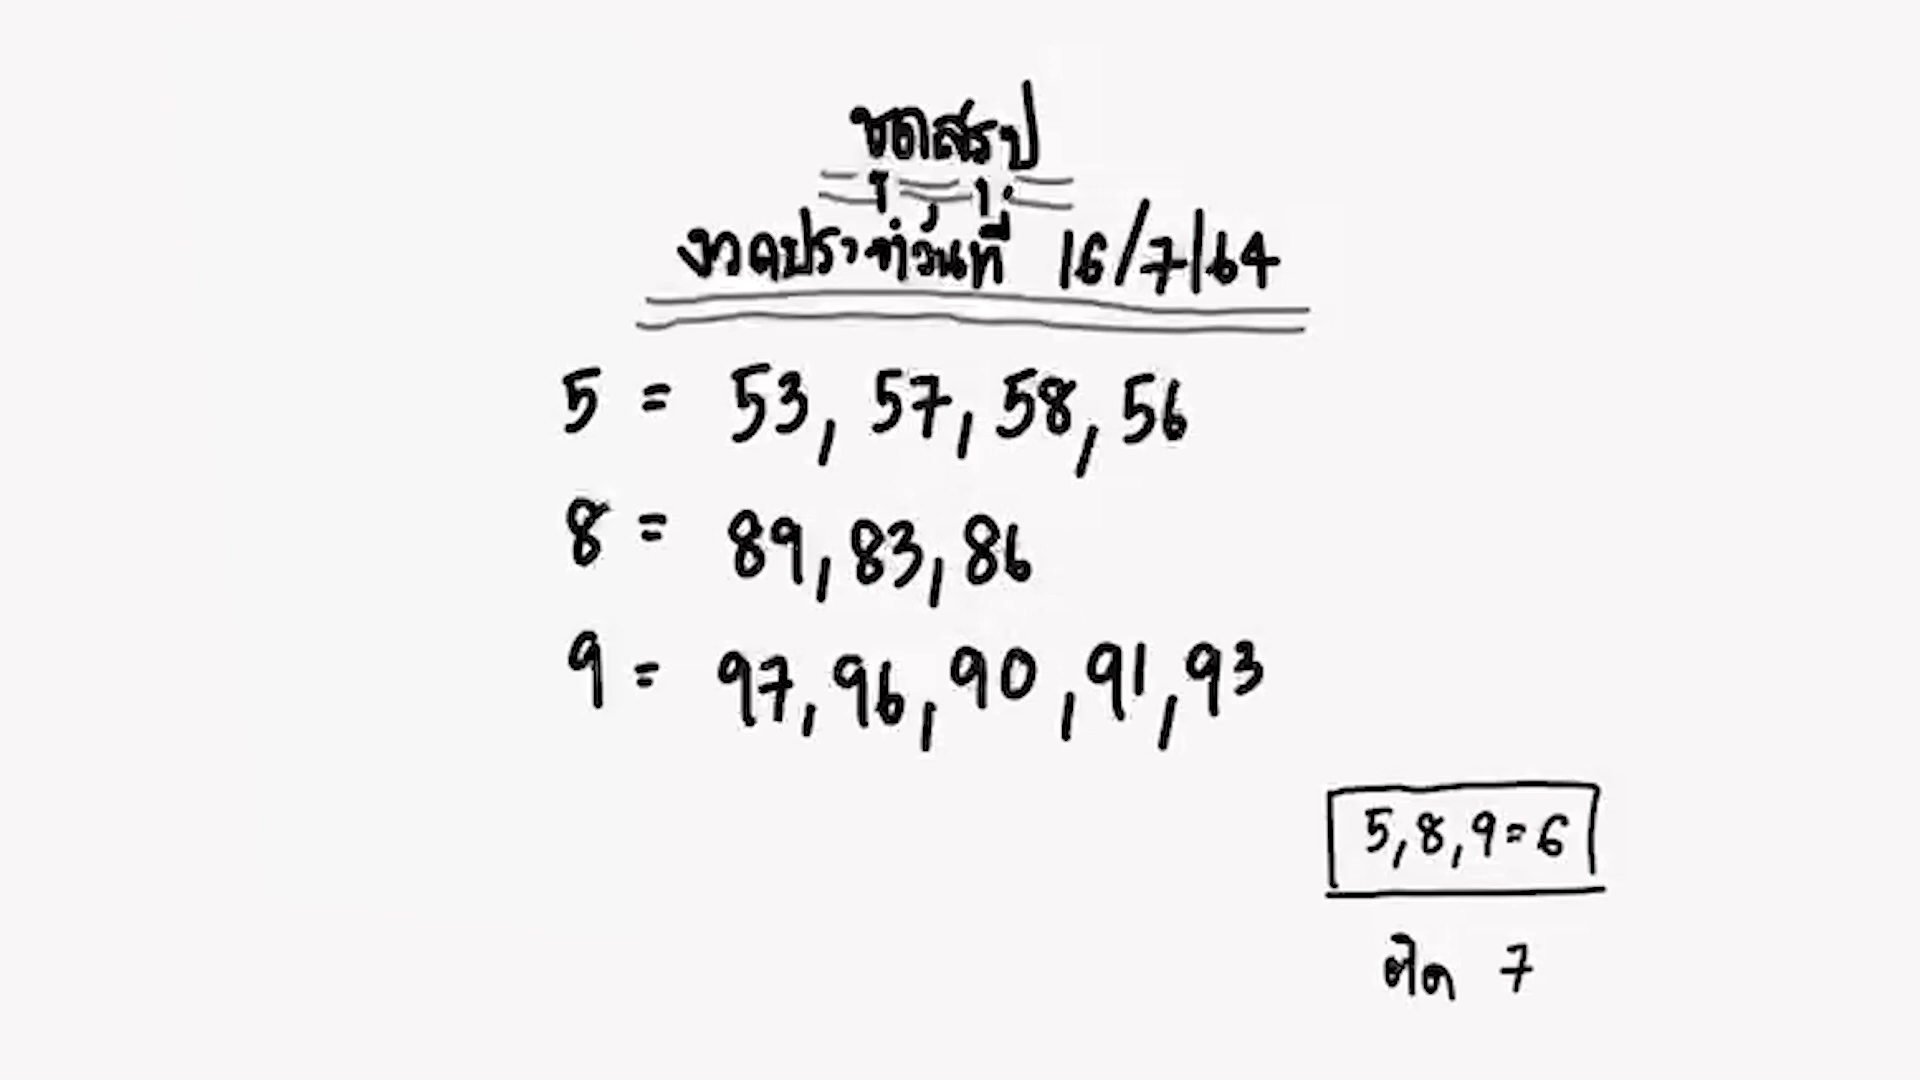 ชุดสรุป
งวดประจำวันที่ 16/7/64
5 = 53, 57, 58, 56
8 = 89, 83, 86
9 = 97, 96, 90, 91, 93
5, 8, 9 = 6
ติด 7